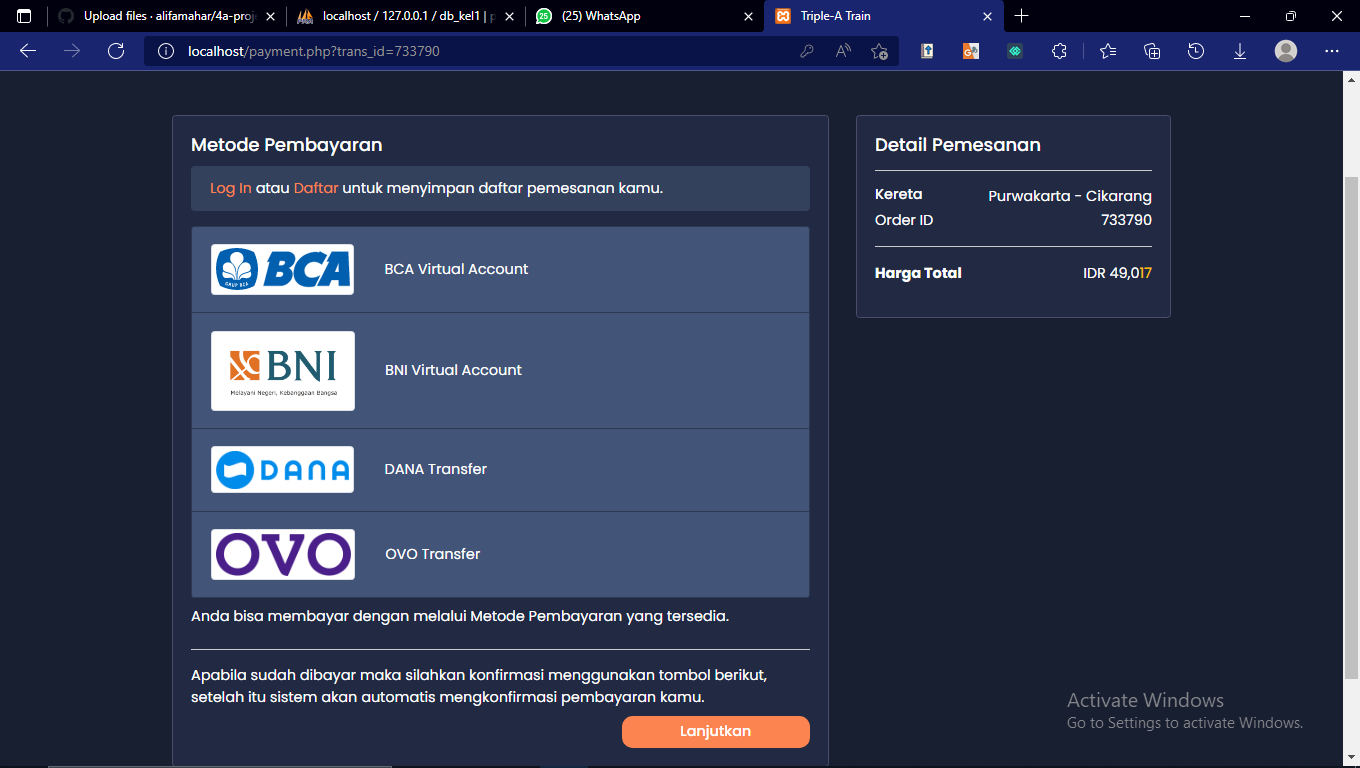 Upload files · alifamahar/4a-proj
localhost / 127.0.0.1 / db_kel1 | p
25
(25) WhatsApp
Triple-A Train
localhost/payment.php?trans_id=733790
Metode Pembayaran
Log In atau Daftar untuk menyimpan daftar pemesanan kamu.
GRUP BCA
BCA
BCA Virtual Account
BNI
Melayani Negeri, Kebanggaan Bangsa
BNI Virtual Account
DANA
DANA Transfer
OVO
OVO Transfer
Anda bisa membayar dengan melalui Metode Pembayaran yang tersedia.
Apabila sudah dibayar maka silahkan konfirmasi menggunakan tombol berikut,
setelah itu sistem akan automatis mengkonfirmasi pembayaran kamu.
Lanjutkan
Detail Pemesanan
Kereta Purwakarta - Cikarang
Order ID 733790
Harga Total IDR 49,017
Activate Windows
Go to Settings to activate Windows.